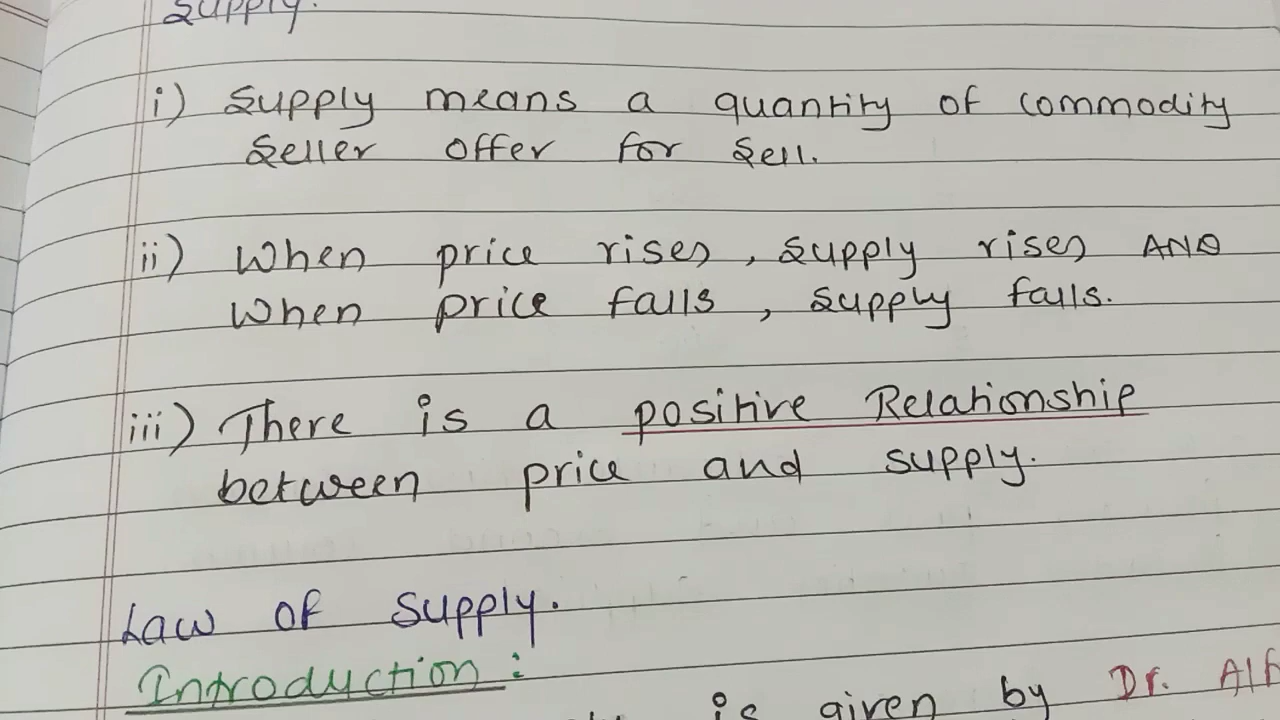 Supply.
i) Supply means a quantity of commodity
Seller offer for Sell.
ii) When price rises, Supply rises AND
When price falls, Supply falls.
iii) There is a positive Relationship
between price and supply.
Law of Supply.
Introduction:
is given by Dr. Alf